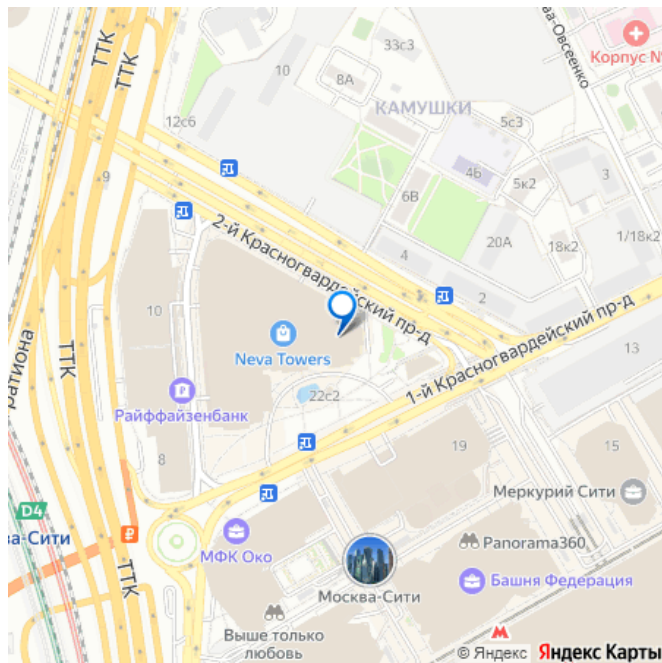 ТТК
ТТК
33с3
10
8А
ва-Овсеенко
Корпус №
12с6
КАМУШКИ
5с3
9
4Б
5к2
3
6В
2-й Красногвардейский пр-д
20А
18к2
1/18к2
4
2
10
Neva Towers
1-й Красногвардейский пр-д
13
ратиона
ТТК
22с2
Райффайзенбанк
8
19
15
Меркурий Сити
D4
ва-Сити
₽
МФК Око
Panorama360
Башня Федерация
ТТК
Москва-Сити
Выше только
любовь
© Яндекс Яндекс Карты